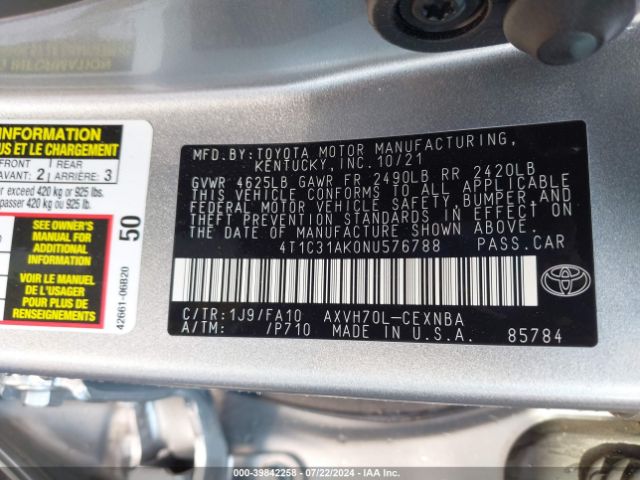 INFORMATION
INFORMATION
US ET LE CHARGEMENT
FRONT
AVANT: 2
REAR
ARRIÈRE: 3
exceed 420 kg or 925 lbs.
passer 420 kg ou 925 lb.
SEE OWNER'S
MANUAL FOR
ADDITIONAL
INFORMATION
VOIR LE MANUEL
DE L'USAGER
POUR PLUS DE
RENSEIGNEMENTS
50
42661-06B20
MFD.BY:TOYOTA MOTOR MANUFACTURING,
KENTUCKY, INC.10/21
GVWR 4625LB GAWR FR 2490LB RR 2420LB
THIS VEHICLE CONFORMS TO ALL APPLICABLE
FEDERAL MOTOR VEHICLE SAFETY, BUMPER, AND
THEFT PREVENTION STANDARDS IN EFFECT ON
THE DATE OF MANUFACTURE SHOWN ABOVE.
4T1C31AK0NU576788 PASS.CAR
C/TR:1J9/FA10 AXVH70L-CEXNBA
A/TM: /P710 MADE IN U.S.A. 85784
TOYOTA
000-39842258 - 07/22/2024 - IAA Inc.